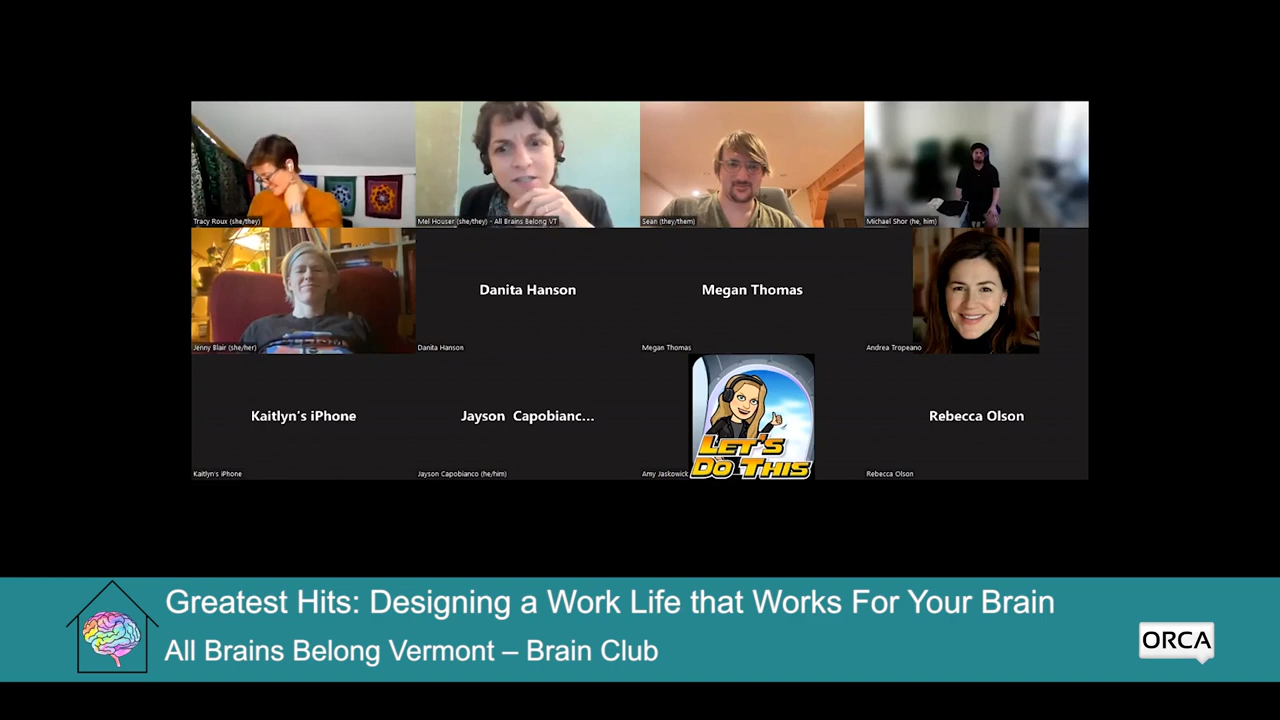 Tracy Roux (she/they)
Mel Houser (she/they) - All Brains Belong VT
Sean (they/them)
Michael Shor (he, him)
Jenny Blair (she/her)
Danita Hanson
Danita Hanson
Megan Thomas
Megan Thomas
Andrea Tropeano
Kaitlyn's iPhone
Kaitlyn's iPhone
Jayson Capobianc...
Jayson Capobianco (he/him)
LET'S
DO THIS
Amy Jaskowick
Rebecca Olson
Rebecca Olson
Greatest Hits: Designing a Work Life that Works For Your Brain
All Brains Belong Vermont – Brain Club
ORCA